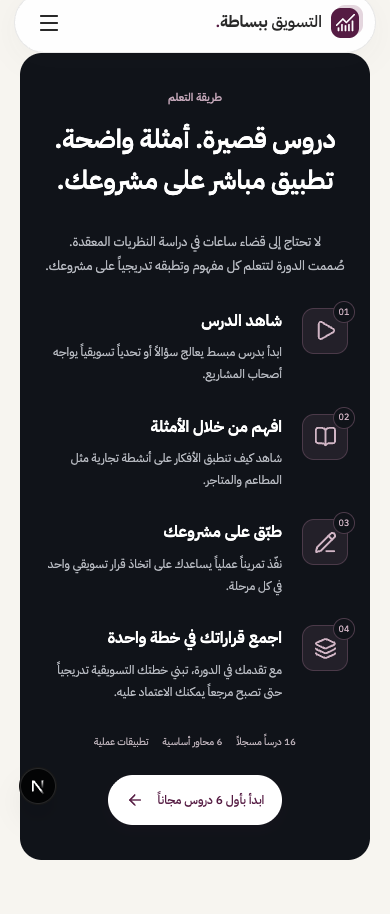 التسويق ببساطة.
طريقة التعلم
دروس قصيرة. أمثلة واضحة.
تطبيق مباشر على مشروعك.
لا تحتاج إلى قضاء ساعات في دراسة النظريات المعقدة.
صُممت الدورة لتتعلم كل مفهوم وتطبقه تدريجياً على مشروعك.
01
شاهد الدرس
ابدأ بدرس مبسط يعالج سؤالاً أو تحدياً تسويقياً يواجه
أصحاب المشاريع.
02
افهم من خلال الأمثلة
شاهد كيف تنطبق الأفكار على أنشطة تجارية مثل
المطاعم والمتاجر.
03
طبّق على مشروعك
نفّذ تمريناً عملياً يساعدك على اتخاذ قرار تسويقي واحد
في كل مرحلة.
04
اجمع قراراتك في خطة واحدة
مع تقدمك في الدورة، تبني خطتك التسويقية تدريجياً
حتى تصبح مرجعاً يمكنك الاعتماد عليه.
16 درساً مسجلاً 6 محاور أساسية تطبيقات عملية
ابدأ بأول 6 دروس مجاناً
N